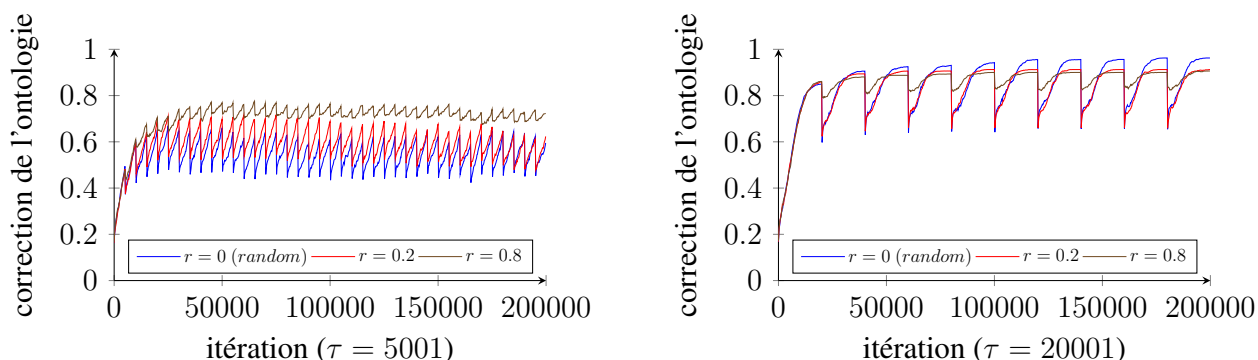 correction de l'ontologie
1
0.8
0.6
0.4
0.2
0
r = 0 (random) r = 0.2 r = 0.8
0 50000 100000 150000 200000
itération (τ = 5001)
correction de l'ontologie
1
0.8
0.6
0.4
0.2
0
r = 0 (random) r = 0.2 r = 0.8
0 50000 100000 150000 200000
itération (τ = 20001)